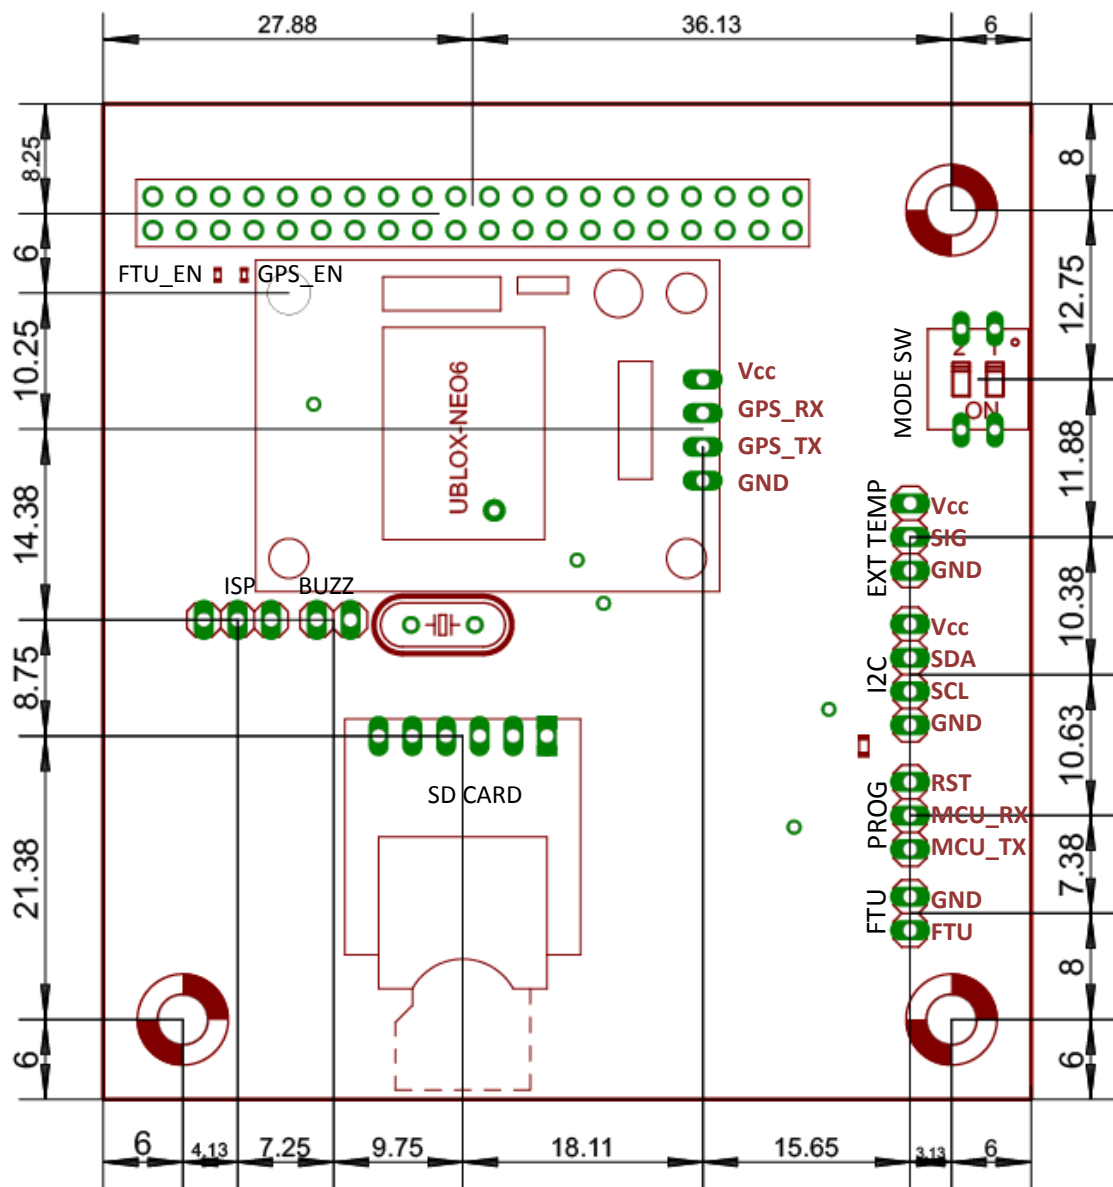 27.88
36.13
6
8.25
8
6
FTU_EN
GPS_EN
12.75
10.25
MODE SW
2
1
ON
Vcc
GPS_RX
GPS_TX
GND
UBLOX-NEO6
11.88
14.38
EXT TEMP
Vcc
SIG
GND
10.38
ISP
BUZZ
8.75
I2C
Vcc
SDA
SCL
GND
10.63
SD CARD
PROG
RST
MCU_RX
MCU_TX
7.38
21.38
FTU
GND
FTU
8
6
6
6
4.13
7.25
9.75
18.11
15.65
3.13
6